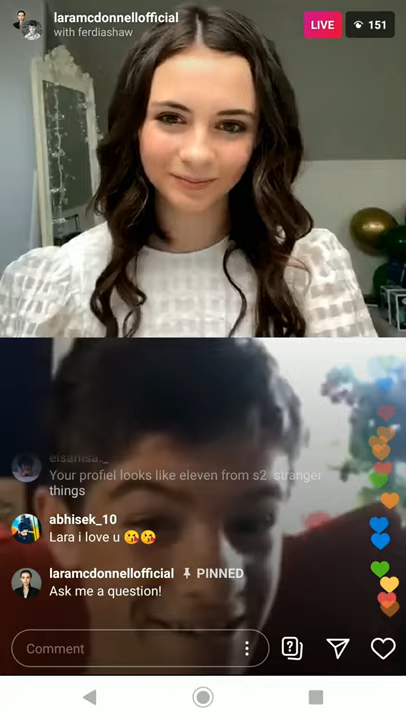 laramcdonnellofficial
with ferdiashaw
LIVE
151
elsahisa._
Your profiel looks like eleven from s2 stranger
things
abhisek_10
Lara i love u 😘😘
laramcdonnellofficial PINNED
Ask me a question!
Comment